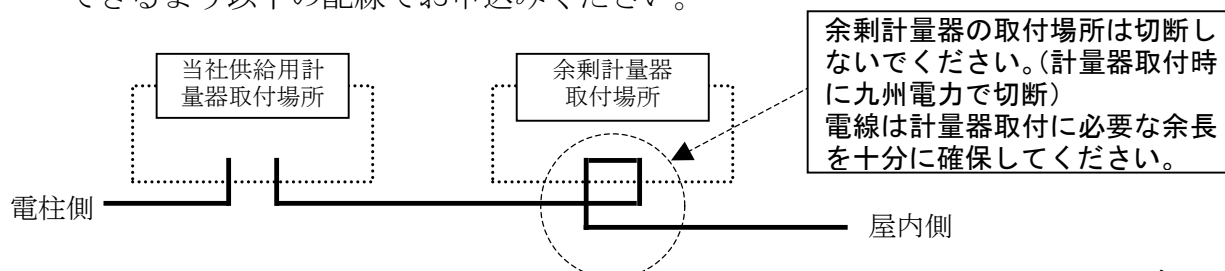 できるよう以下の配線でお申込みください。
余剰計量器の取付場所は切断し
ないでください。(計量器取付時
に九州電力で切断)
電線は計量器取付に必要な余長
を十分に確保してください。
当社供給用計
量器取付場所
余剰計量器
取付場所
電柱側
屋内側